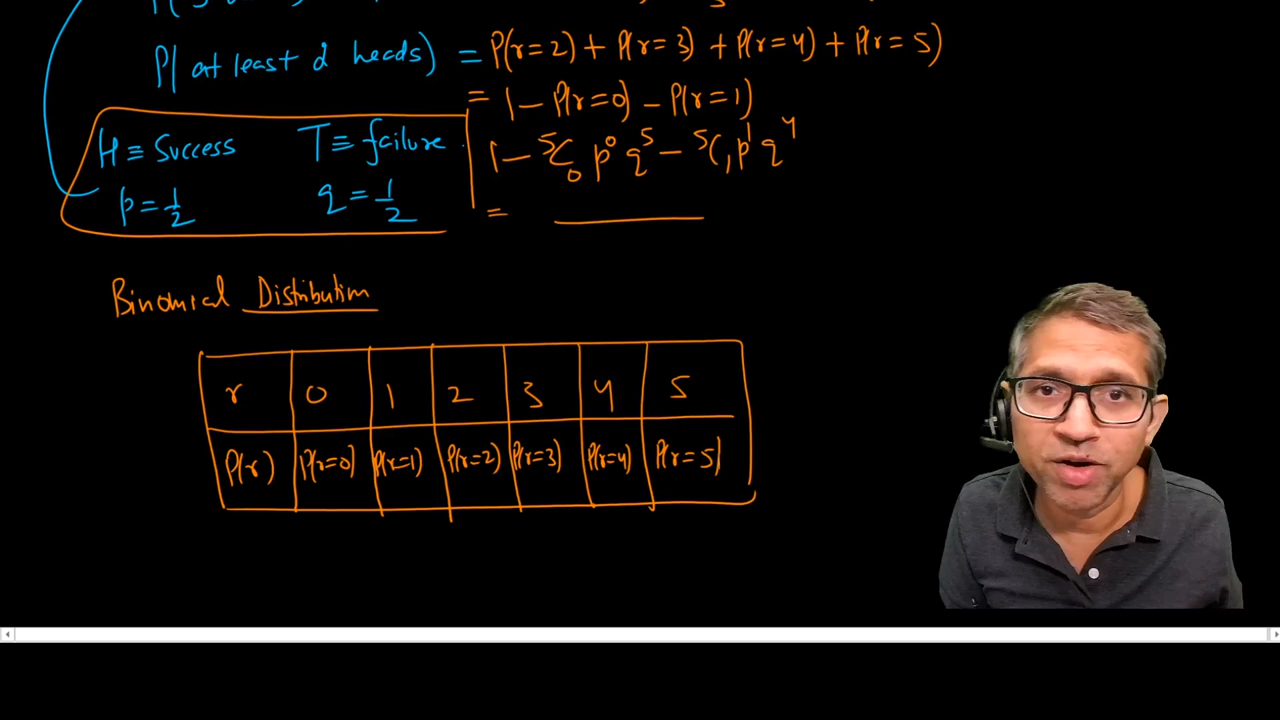 P(at least 2 heads) = P(r=2) + P(r=3) + P(r=4) + P(r=5)
= 1 - P(r=0) - P(r=1)
H ≡ Success T ≡ failure
1 - ⁵C₀ p⁰ q⁵ - ⁵C₁ p¹ q⁴
p = 1/2 q = 1/2
=
Binomial Distribution
r 0 1 2 3 4 5
P(r) P(r=0) P(r=1) P(r=2) P(r=3) P(r=4) P(r=5)